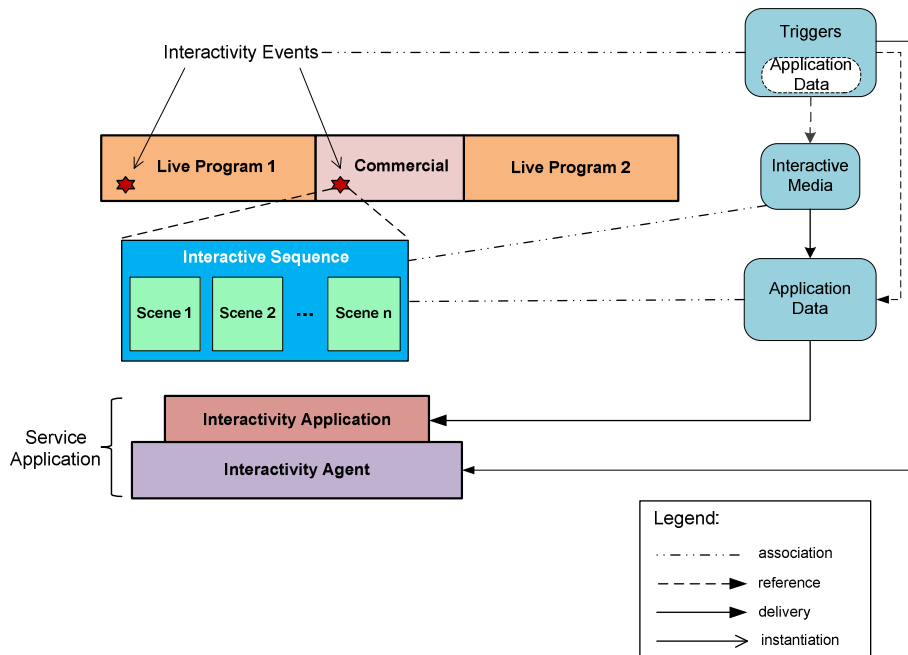 Triggers
Interactivity Events
Application
Data
Live Program 1
Commercial
Live Program 2
Interactive
Media
Interactive Sequence
Scene 1
Scene 2
...
Scene n
Application
Data
Interactivity Application
Service
Application
Interactivity Agent
Legend:
association
reference
delivery
instantiation